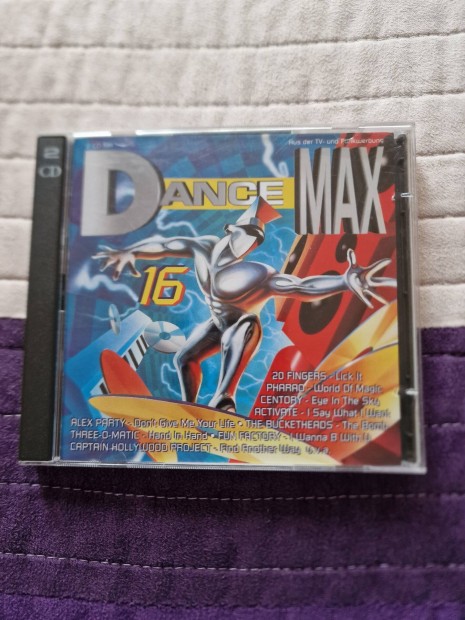 2
CD
Aus der TV- und Funkwerbung
DANCE MAX
16
20 FINGERS - Lick It
PHARAO - World Of Magic
CENTORY - Eye In The Sky
ACTIVATE - I Say What I Want
ALEX PARTY - Don't Give Me Your Life • THE BUCKETHEADS - The Bomb
THREE-O-MATIC - Hand In Hand • FUN FACTORY - I Wanna B With U
CAPTAIN HOLLYWOOD PROJECT - Find Another Way u.v.a.